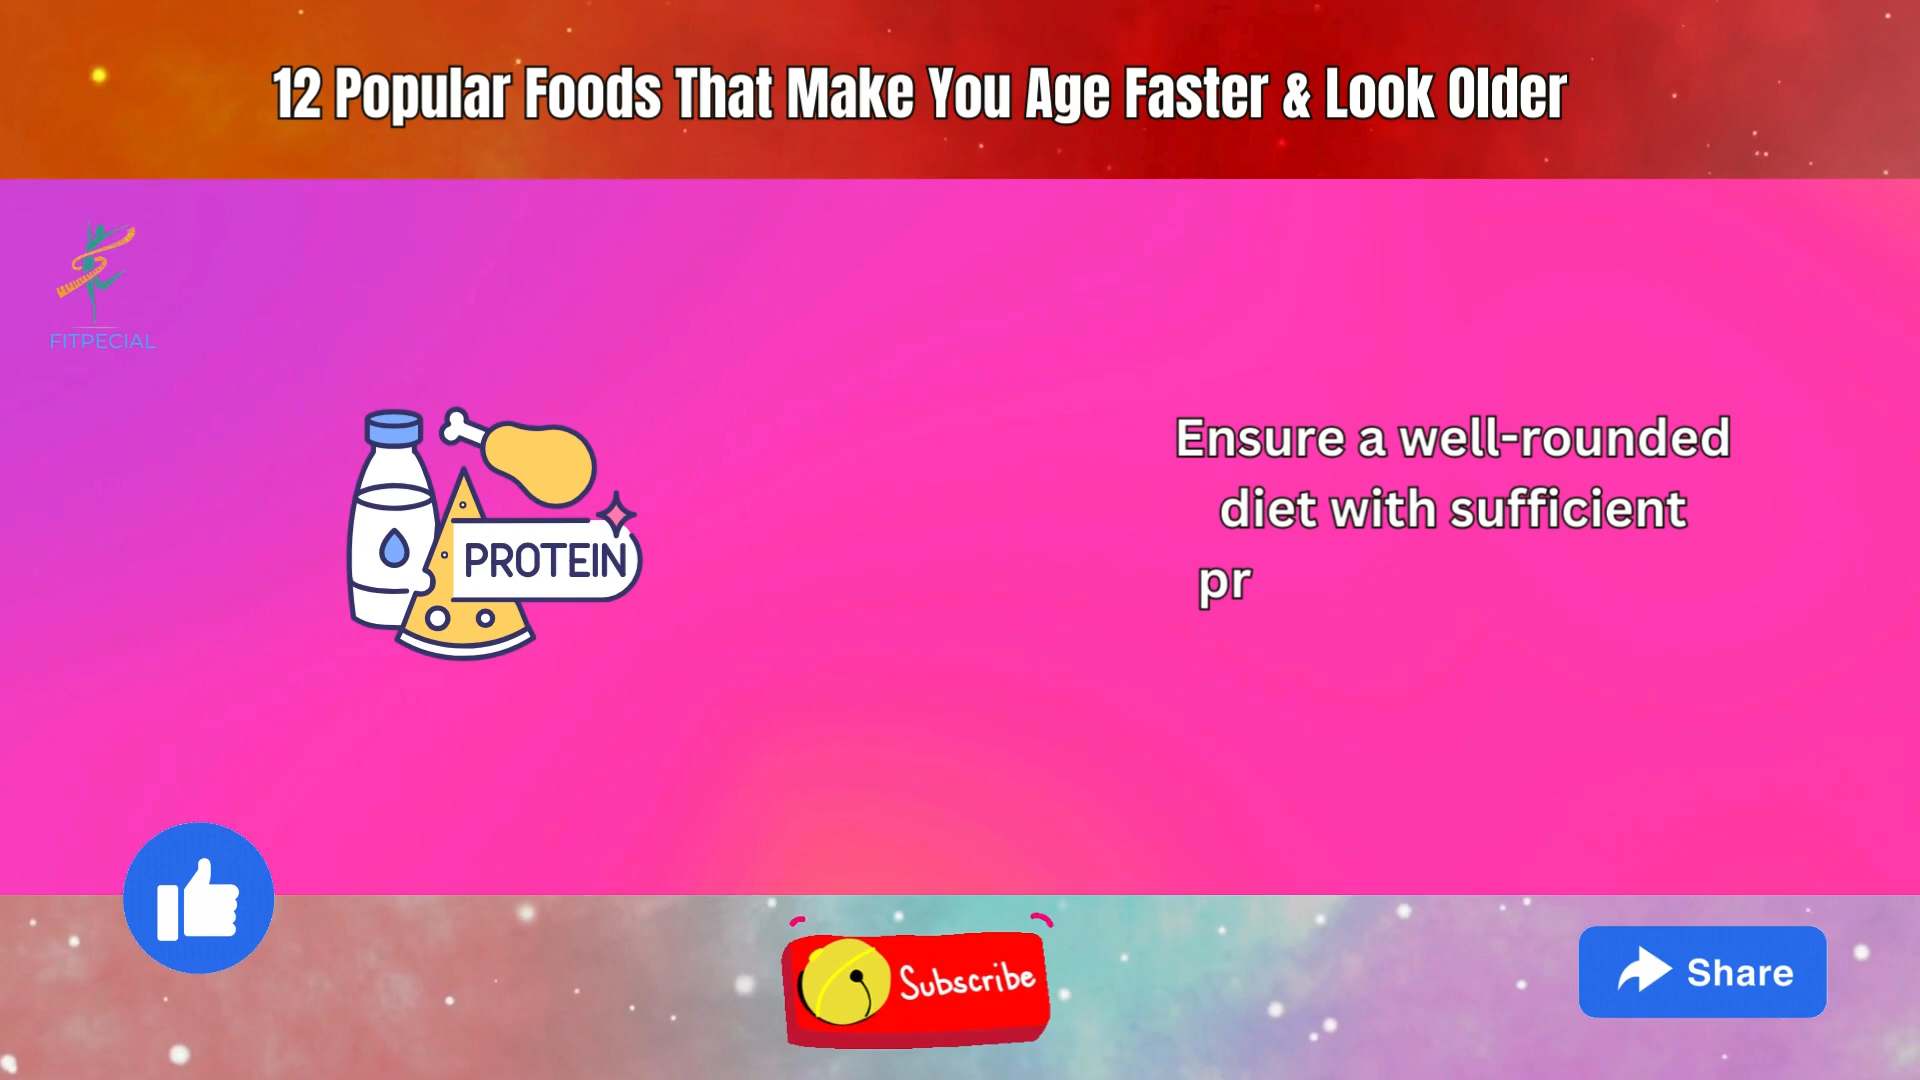 12 Popular Foods That Make You Age Faster & Look Older
FITPECIAL
PROTEIN
Ensure a well-rounded
diet with sufficient
pr
Subscribe
Share